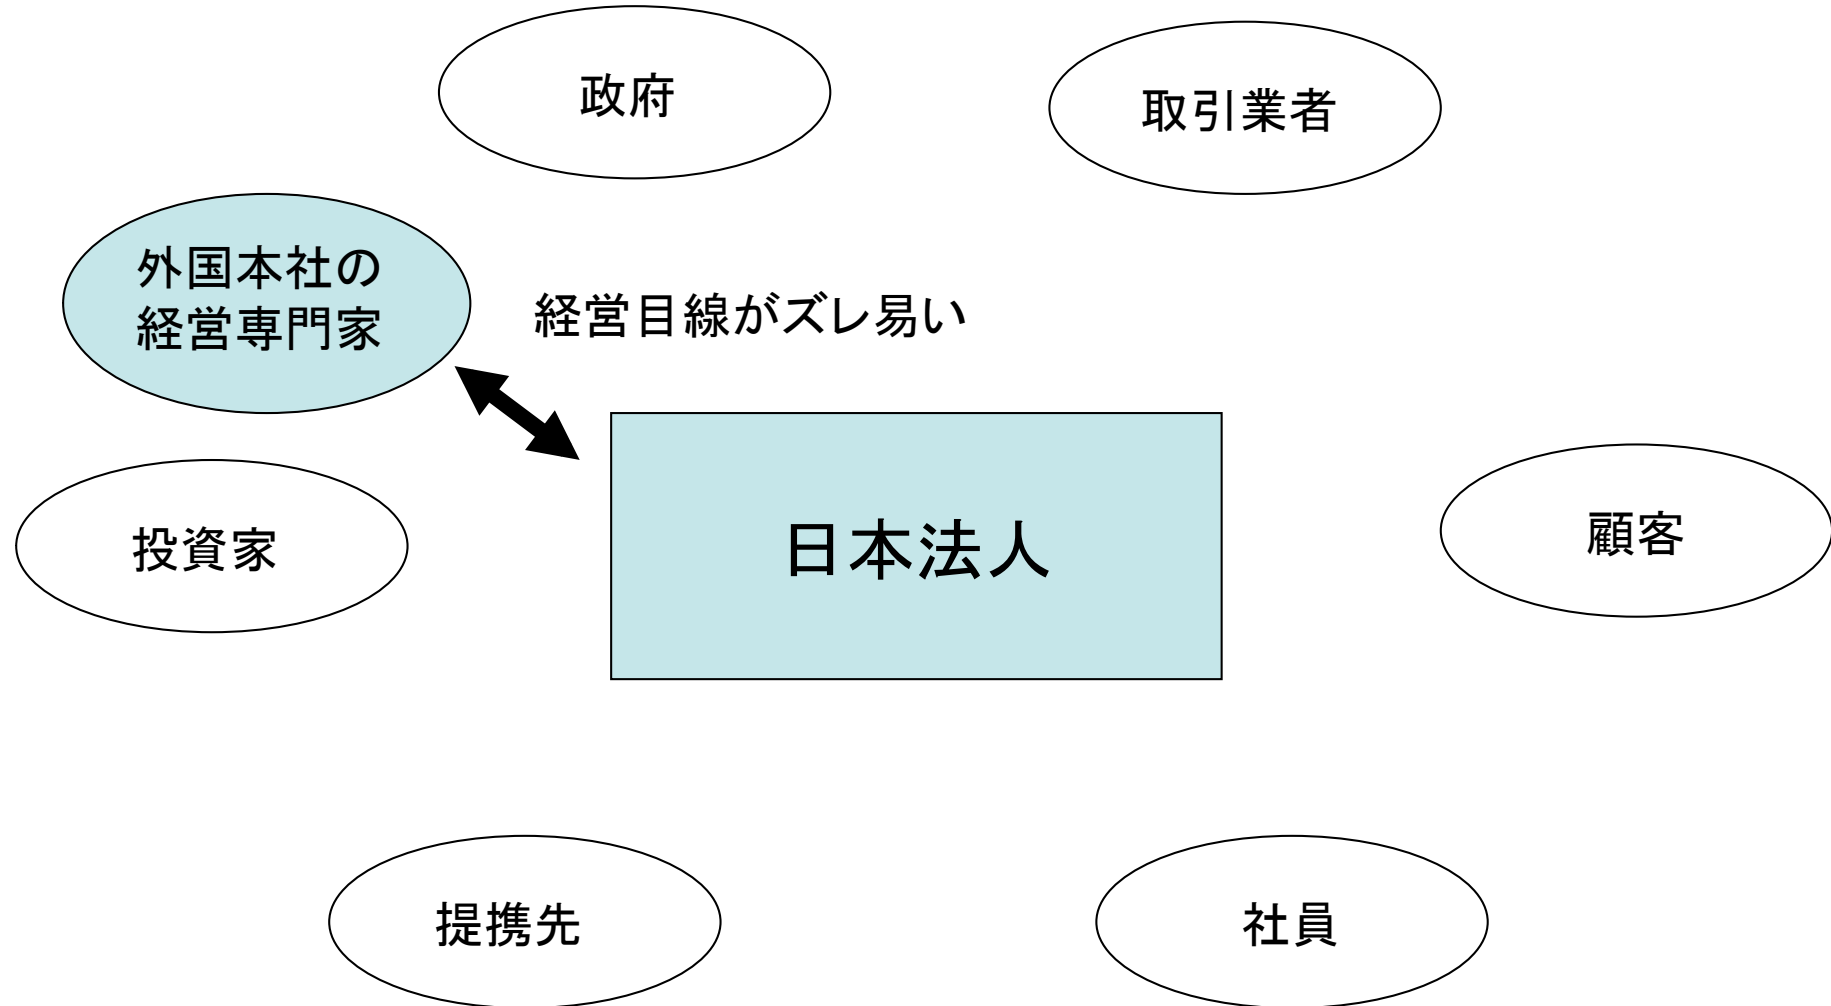 政府
取引業者
外国本社の
経営専門家
経営目線がズレ易い
投資家
日本法人
顧客
提携先
社員